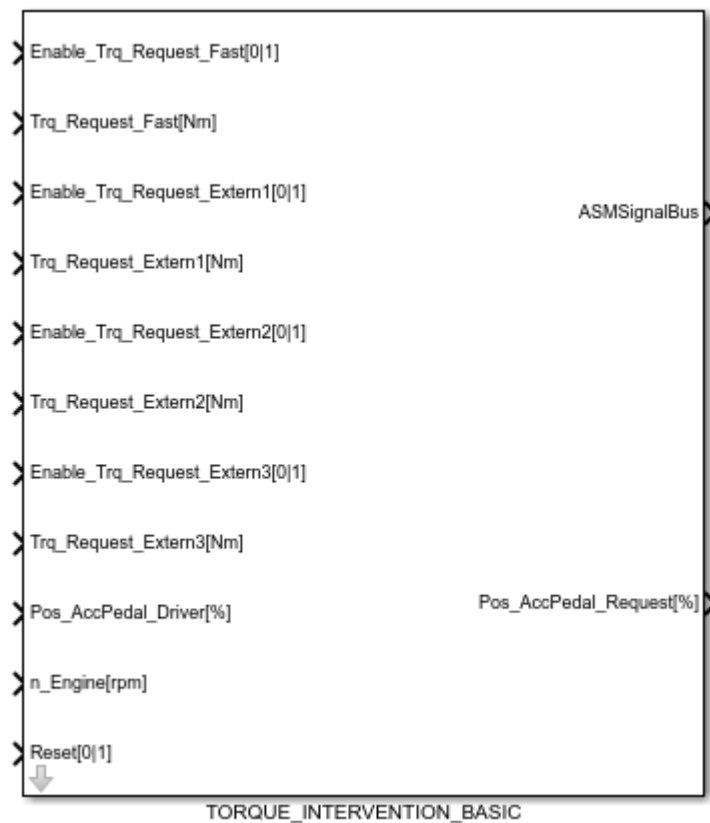 Enable_Trq_Request_Fast[0|1]
Trq_Request_Fast[Nm]
Enable_Trq_Request_Extern1[0|1]
ASMSignalBus
Trq_Request_Extern1[Nm]
Enable_Trq_Request_Extern2[0|1]
Trq_Request_Extern2[Nm]
Enable_Trq_Request_Extern3[0|1]
Trq_Request_Extern3[Nm]
Pos_AccPedal_Driver[%]
Pos_AccPedal_Request[%]
n_Engine[rpm]
Reset[0|1]
TORQUE_INTERVENTION_BASIC